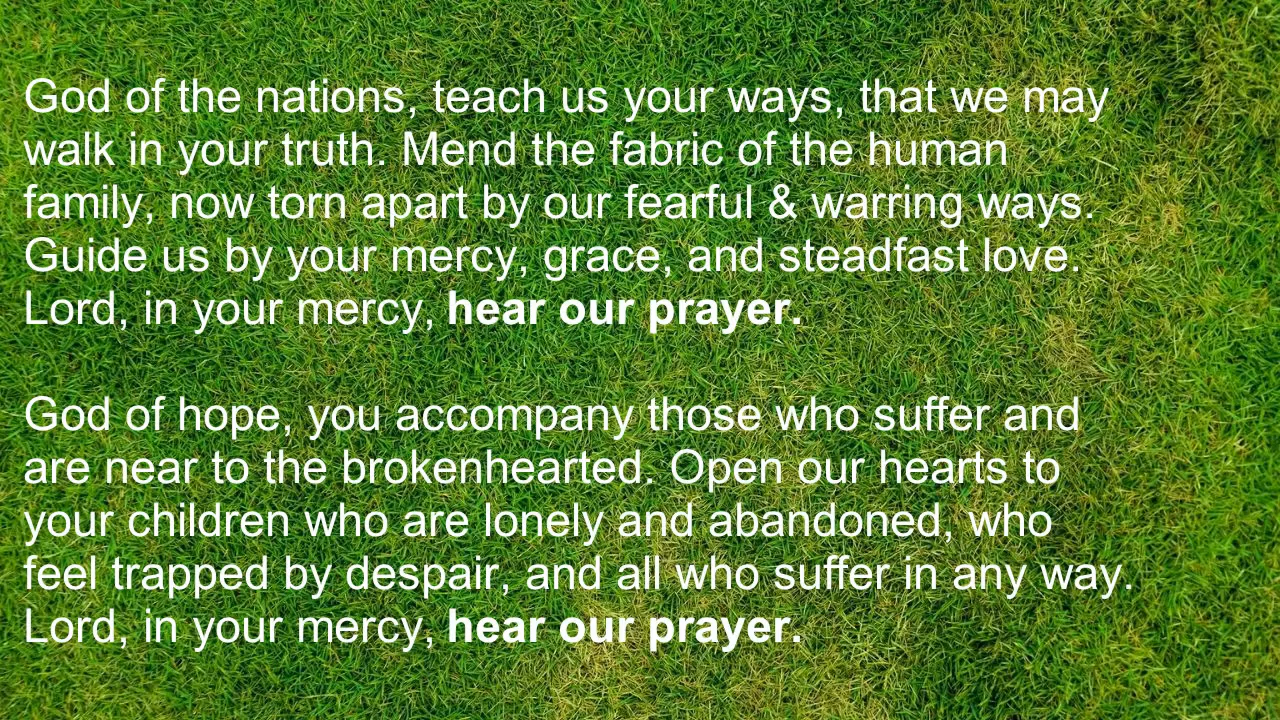 God of the nations, teach us your ways, that we may
walk in your truth. Mend the fabric of the human
family, now torn apart by our fearful & warring ways.
Guide us by your mercy, grace, and steadfast love.
Lord, in your mercy, hear our prayer.
God of hope, you accompany those who suffer and
are near to the brokenhearted. Open our hearts to
your children who are lonely and abandoned, who
feel trapped by despair, and all who suffer in any way.
Lord, in your mercy, hear our prayer.